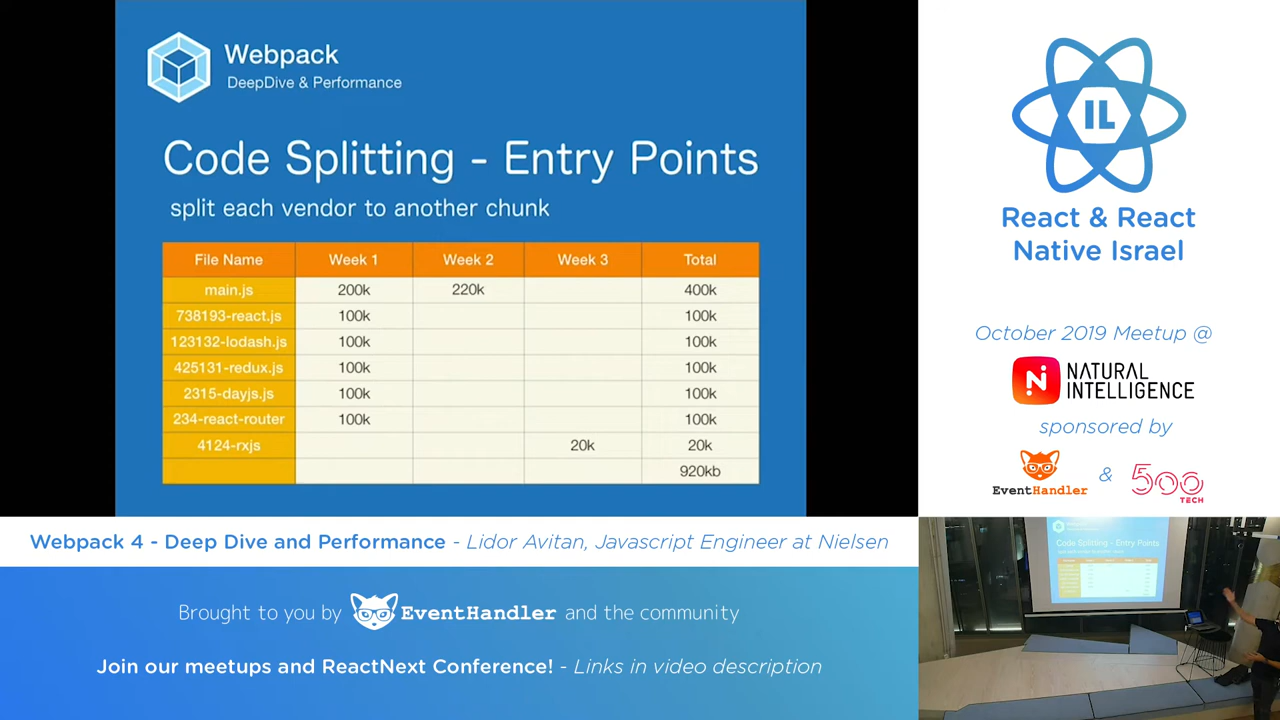 Webpack
DeepDive & Performance
Code Splitting - Entry Points
split each vendor to another chunk
File Name Week 1 Week 2 Week 3 Total
main.js 200k 220k 400k
738193-react.js 100k 100k
123132-lodash.js 100k 100k
425131-redux.js 100k 100k
2315-dayjs.js 100k 100k
234-react-router 100k 100k
4124-rxjs 20k 20k
920kb
IL
React & React
Native Israel
October 2019 Meetup @
NATURAL
INTELLIGENCE
sponsored by
EventHandler & 500
TECH
Webpack 4 - Deep Dive and Performance - Lidor Avitan, Javascript Engineer at Nielsen
Brought to you by EventHandler and the community
Join our meetups and ReactNext Conference! - Links in video description
Code Splitting - Entry Points